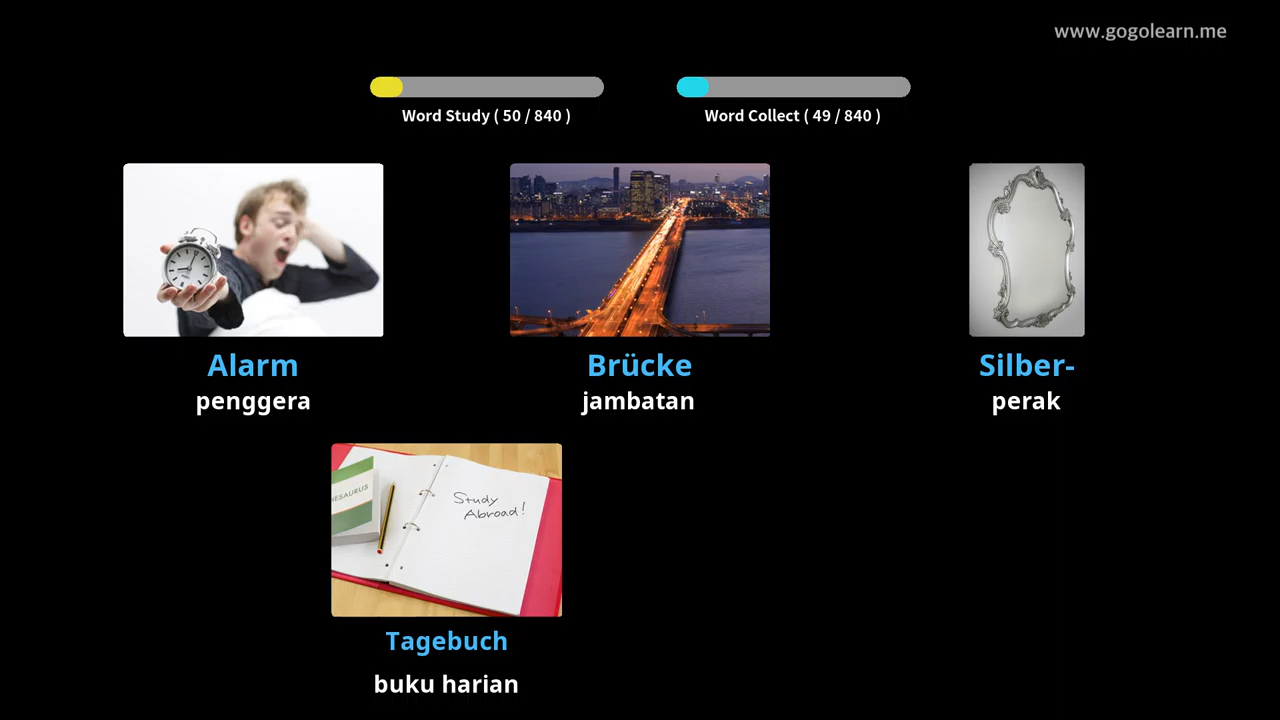 www.gogolearn.me
Word Study ( 50 / 840 )
Word Collect ( 49 / 840 )
Alarm
penggera
Brücke
jambatan
Silber-
perak
HESAURUS
Study
Abroad!
Tagebuch
buku harian